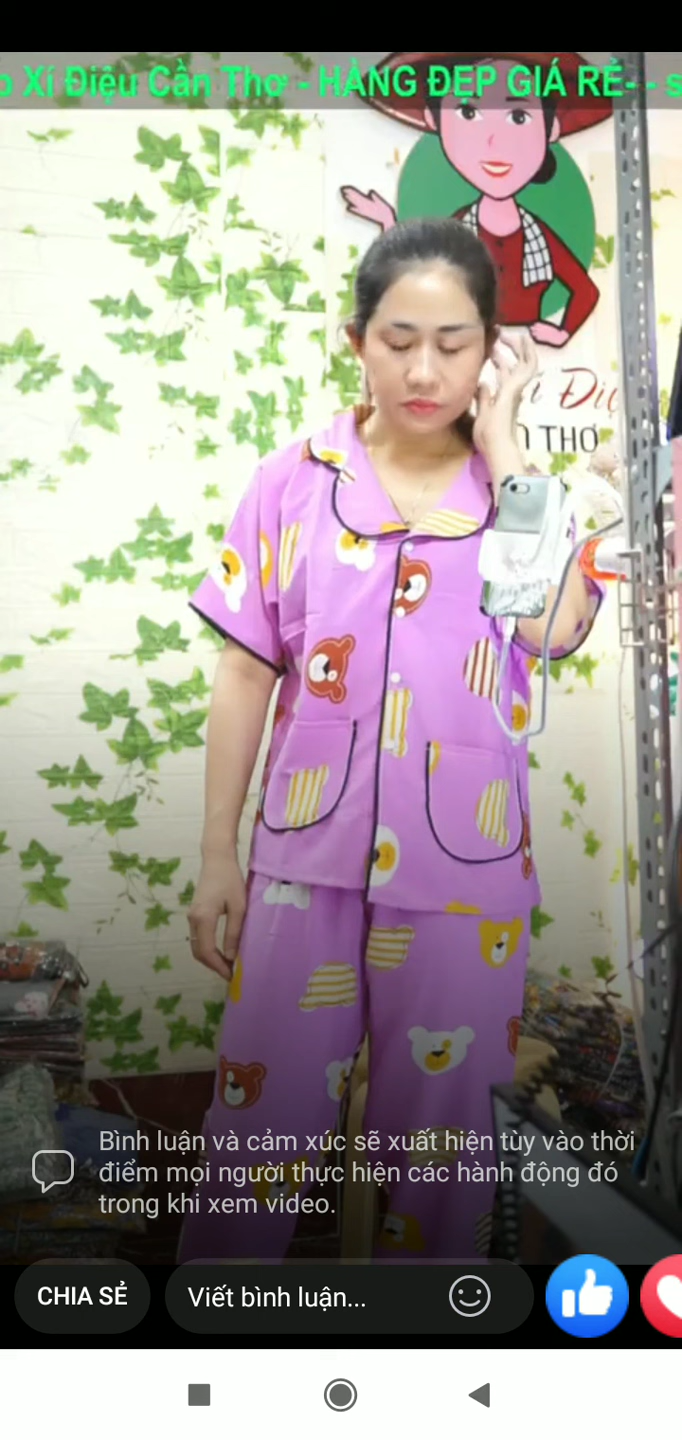 Xí Điệu Cần Thơ - HÀNG ĐẸP GIÁ RẺ- - s
THƠ
Bình luận và cảm xúc sẽ xuất hiện tùy vào thời
điểm mọi người thực hiện các hành động đó
trong khi xem video.
CHIA SẺ
Viết bình luận...